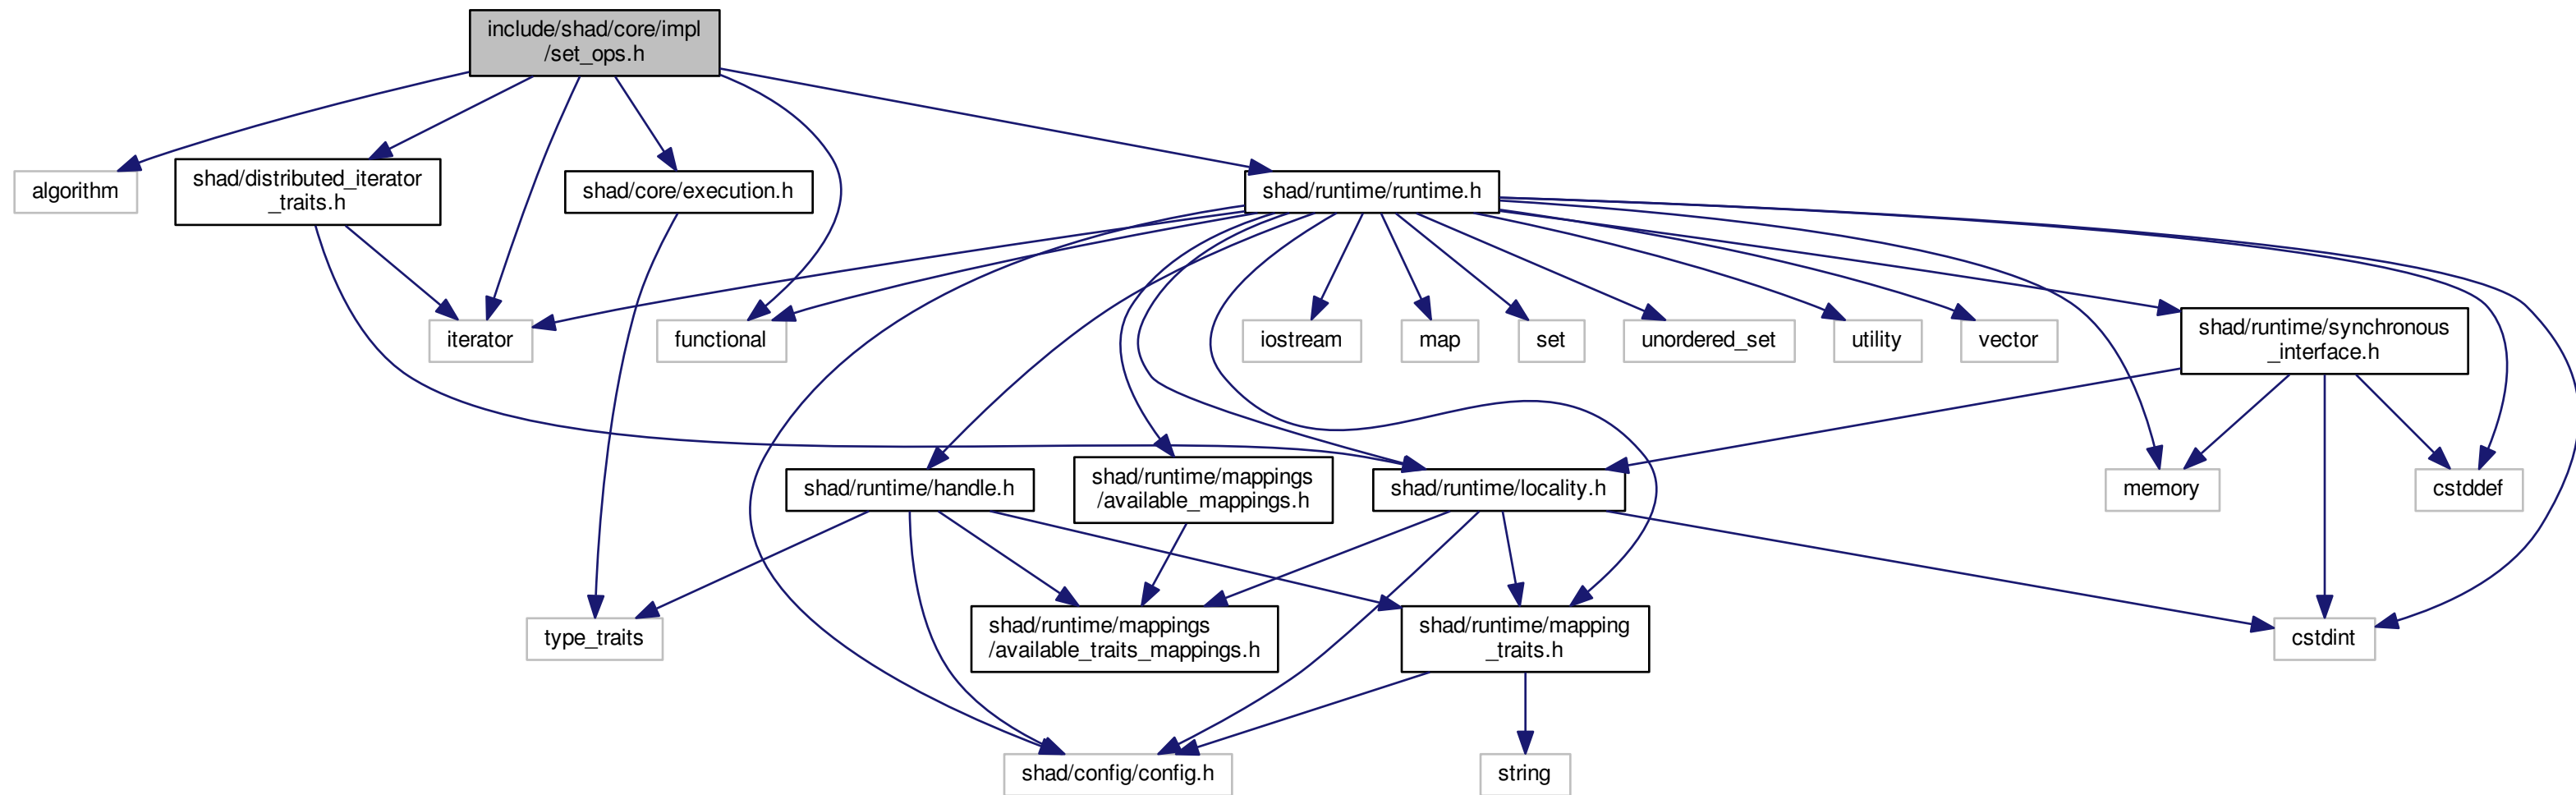 include/shad/core/impl
/set_ops.h
algorithm
shad/distributed_iterator
_traits.h
shad/core/execution.h
shad/runtime/runtime.h
iterator
functional
iostream
map
set
unordered_set
utility
vector
shad/runtime/synchronous
_interface.h
shad/runtime/handle.h
shad/runtime/mappings
/available_mappings.h
shad/runtime/locality.h
memory
cstddef
type_traits
shad/runtime/mappings
/available_traits_mappings.h
shad/runtime/mapping
_traits.h
cstdint
shad/config/config.h
string